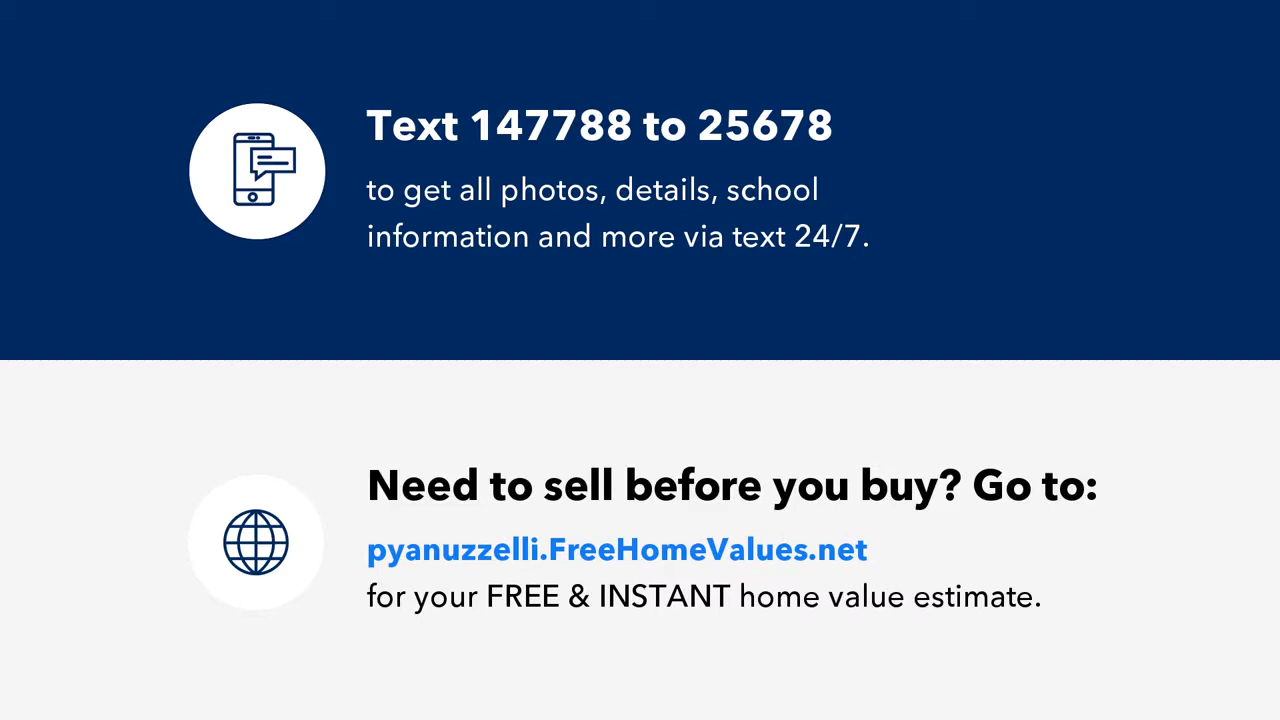 Text 147788 to 25678
to get all photos, details, school
information and more via text 24/7.
Need to sell before you buy? Go to:
pyanuzzelli.FreeHomeValues.net
for your FREE & INSTANT home value estimate.